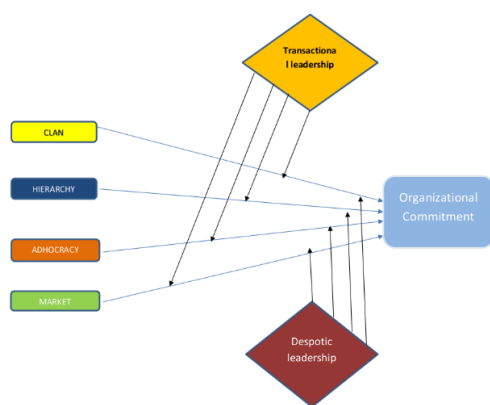 Transactiona
l leadership
CLAN
HIERARCHY
Organizational
Commitment
ADHOCRACY
MARKET
Despotic
leadership